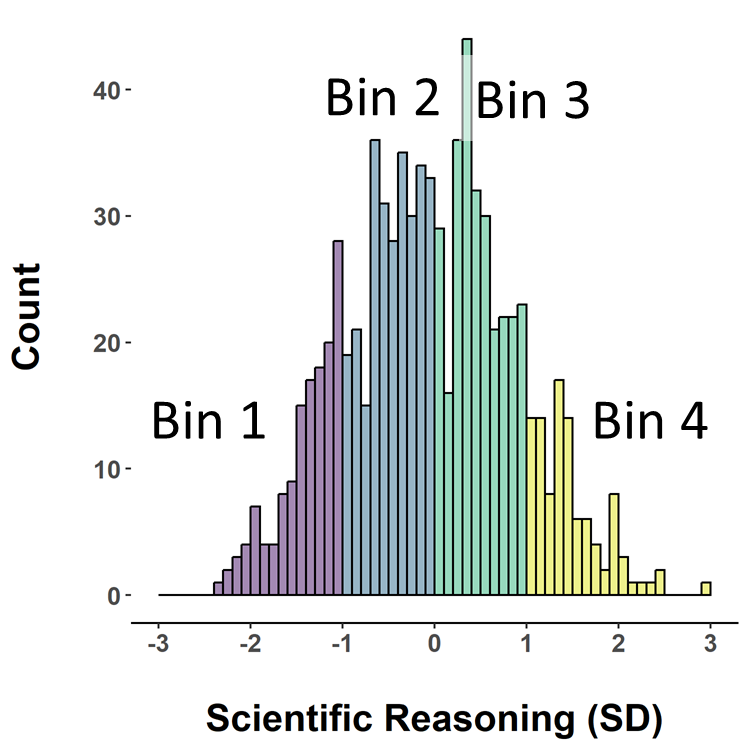 40
Bin 2
Bin 3
30
Count
20
Bin 1
Bin 4
10
0
-3 -2 -1 0 1 2 3
Scientific Reasoning (SD)